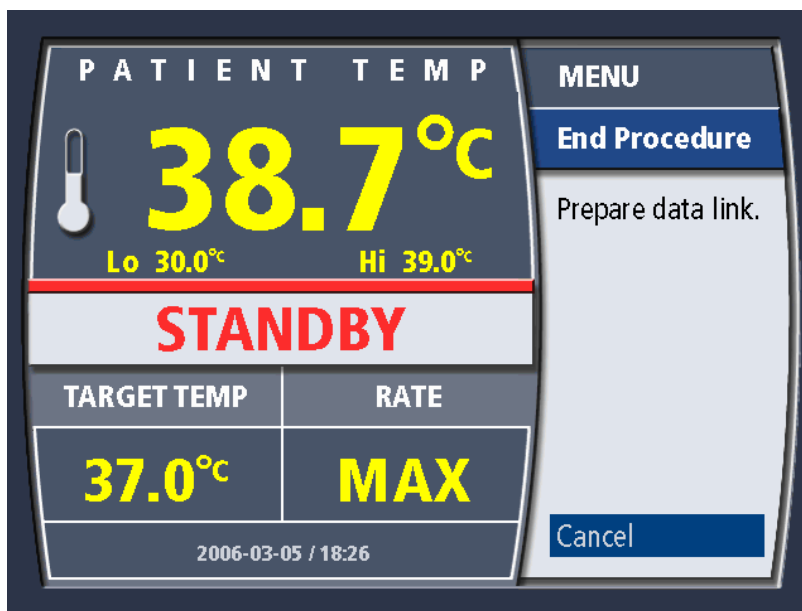 PATIENT TEMP
38.7°C
Lo 30.0°C
Hi 39.0°C
STANDBY
TARGET TEMP
RATE
37.0°C
MAX
2006-03-05 / 18:26
MENU
End Procedure
Prepare data link.
Cancel